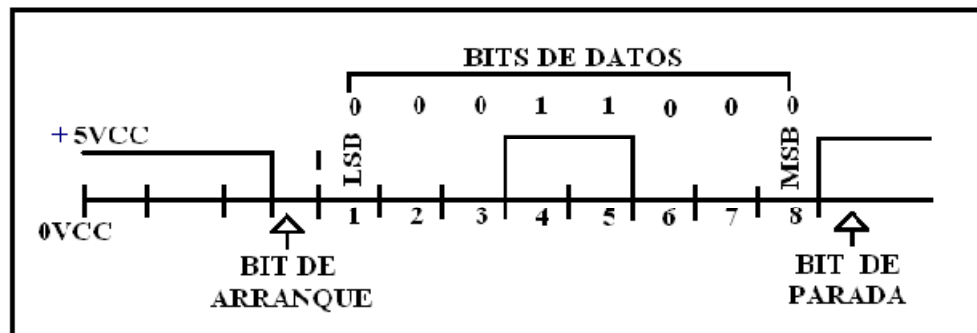 BITS DE DATOS
0 0 0 1 1 0 0 0
+5VCC
LSB
MSB
0VCC
1 2 3 4 5 6 7 8
BIT DE
ARRANQUE
BIT DE
PARADA